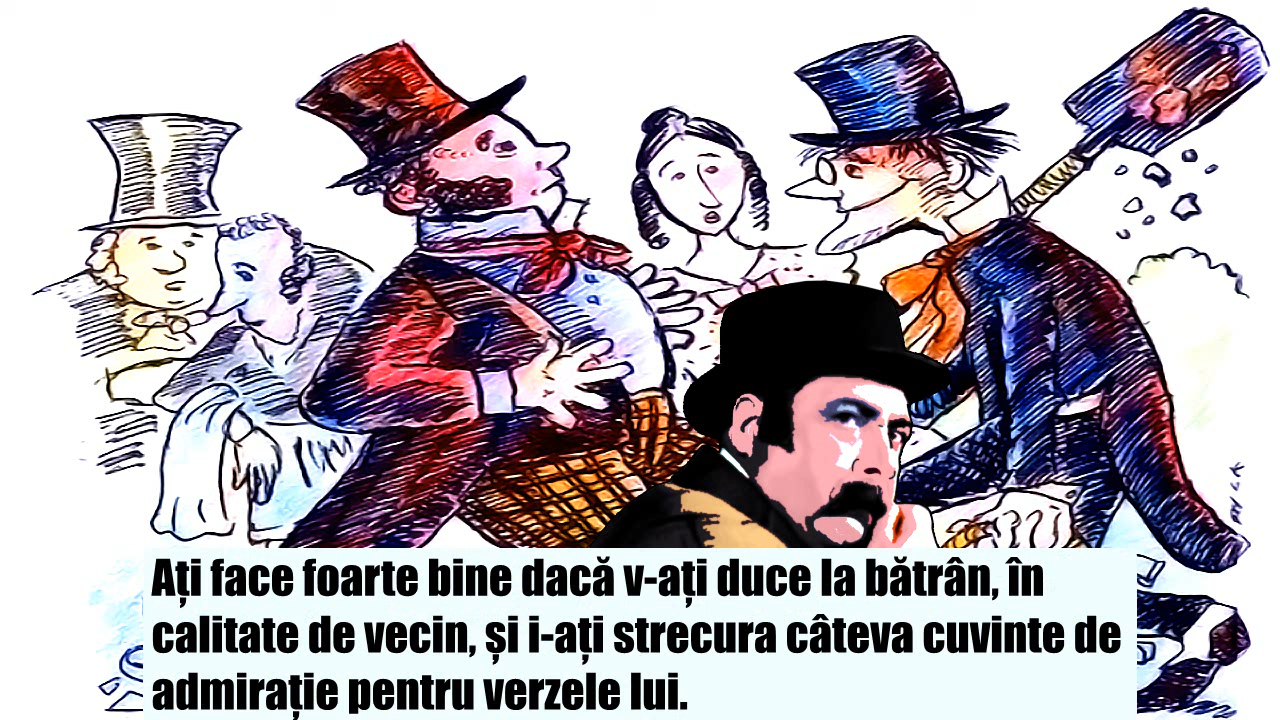 Ați face foarte bine dacă v-ați duce la bătrân, în
calitate de vecin, și i-ați strecura câteva cuvinte de
admirație pentru verzele lui.